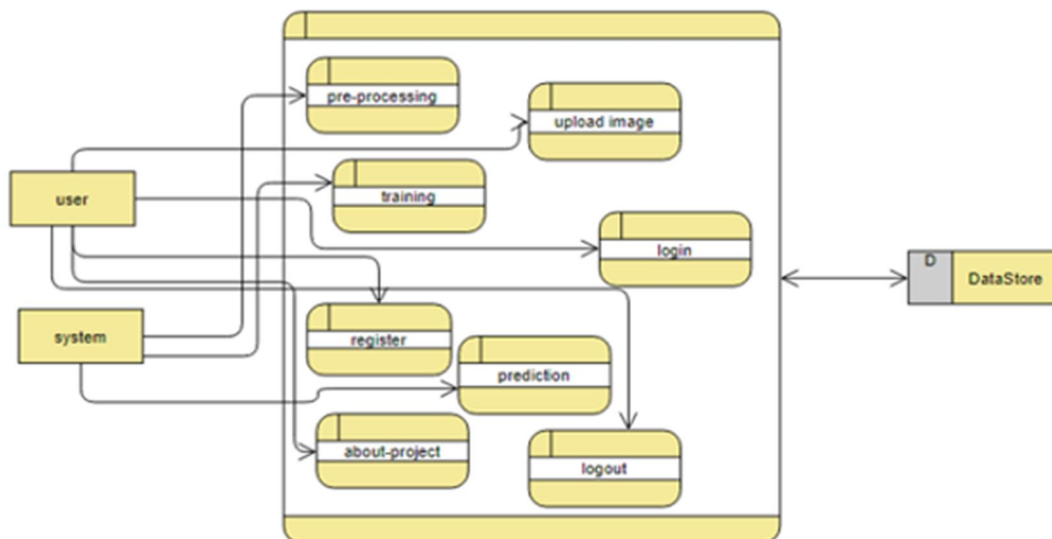 pre-processing
upload image
user
training
login
D
DataStore
system
register
prediction
about-project
logout